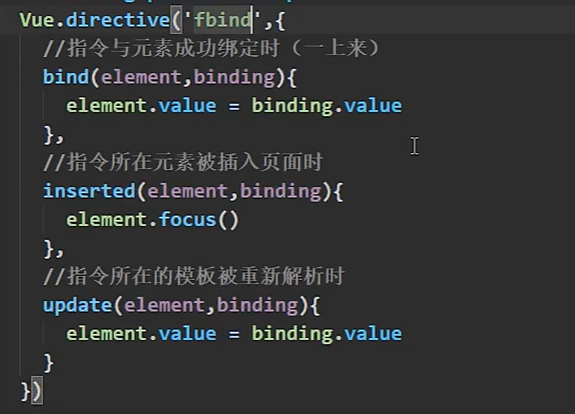 Vue.directive('fbind',{
//指令与元素成功绑定时（一上来）
bind(element,binding){
element.value = binding.value
},
//指令所在元素被插入页面时
inserted(element,binding){
element.focus()
},
//指令所在的模板被重新解析时
update(element,binding){
element.value = binding.value
}
})